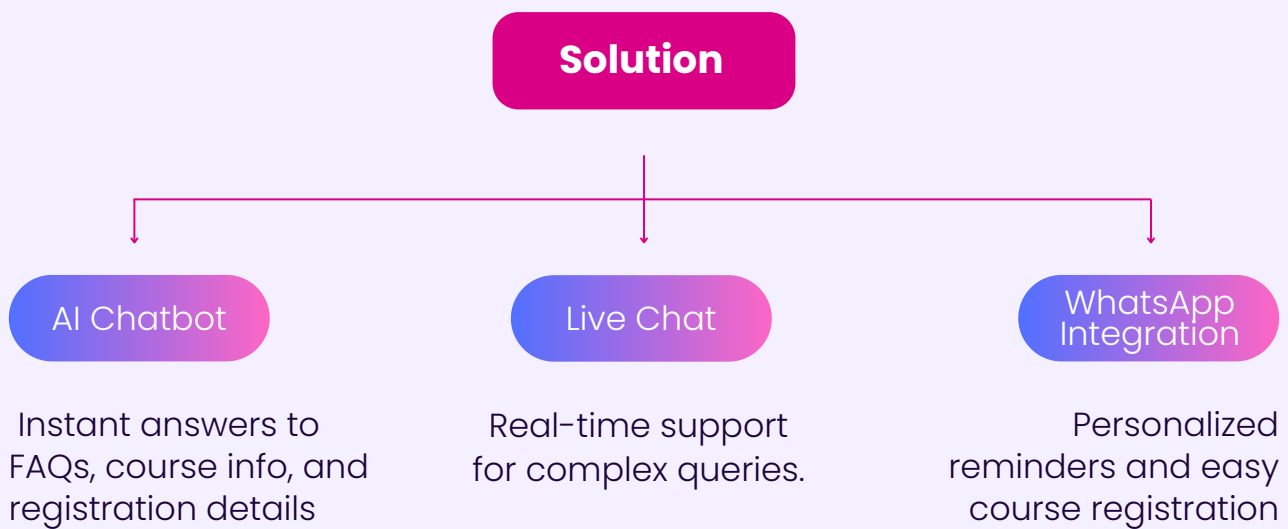 Solution
AI Chatbot
Instant answers to
FAQs, course info, and
registration details
Live Chat
Real-time support
for complex queries.
WhatsApp
Integration
Personalized
reminders and easy
course registration